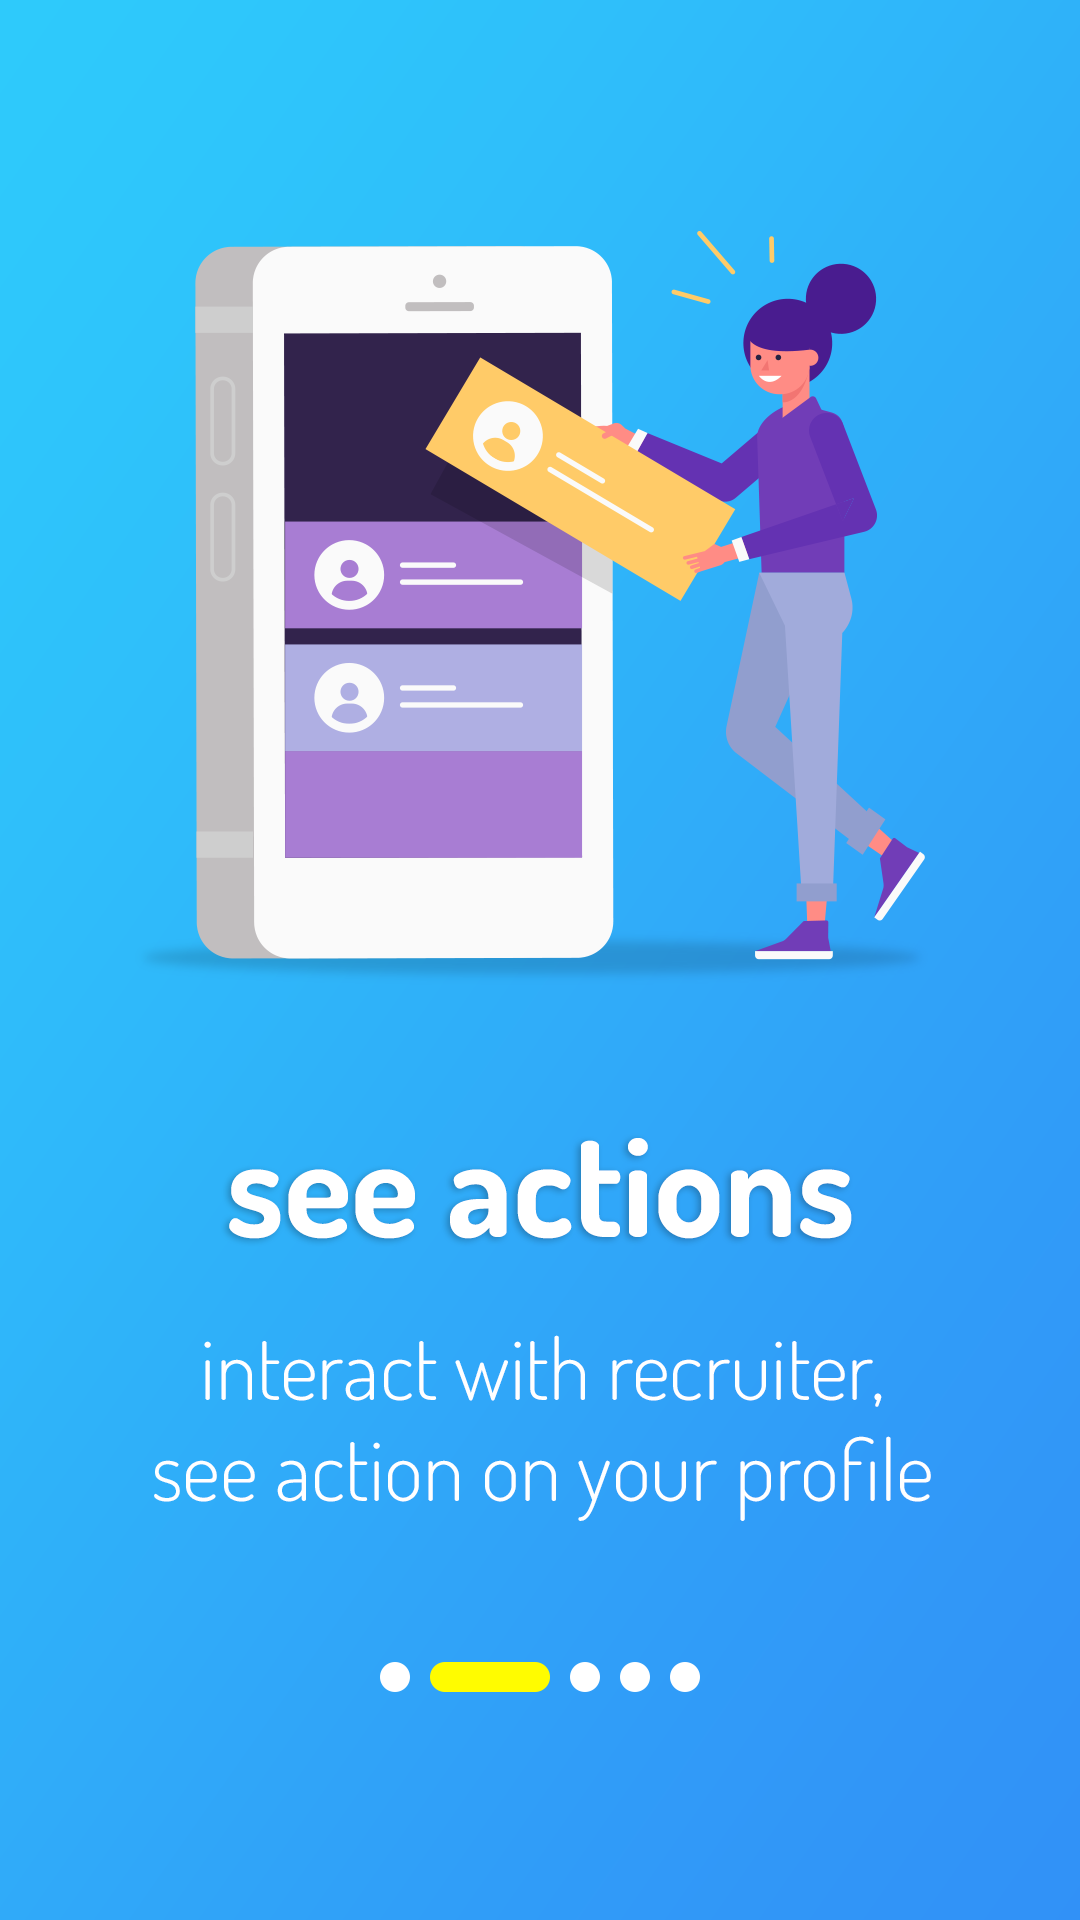 see actions
interact with recruiter,
see action on your profile